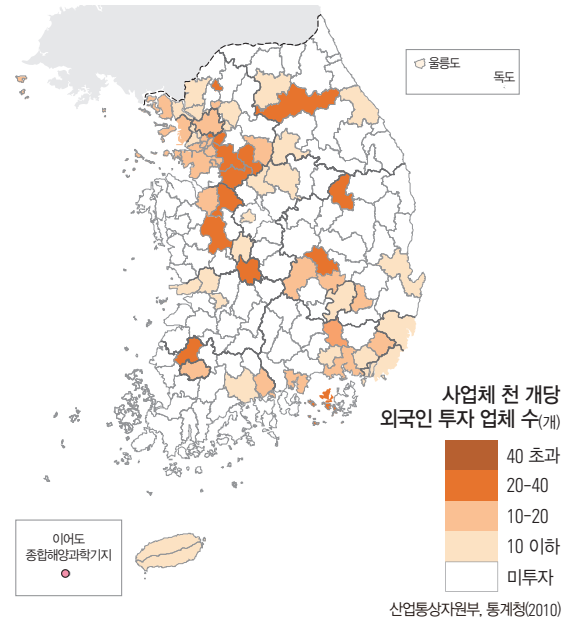 울릉도
독도
사업체 천 개당
외국인 투자 업체 수(개)
40 초과
20-40
10-20
10 이하
미투자
이어도
종합해양과학기지
산업통상자원부, 통계청(2010)